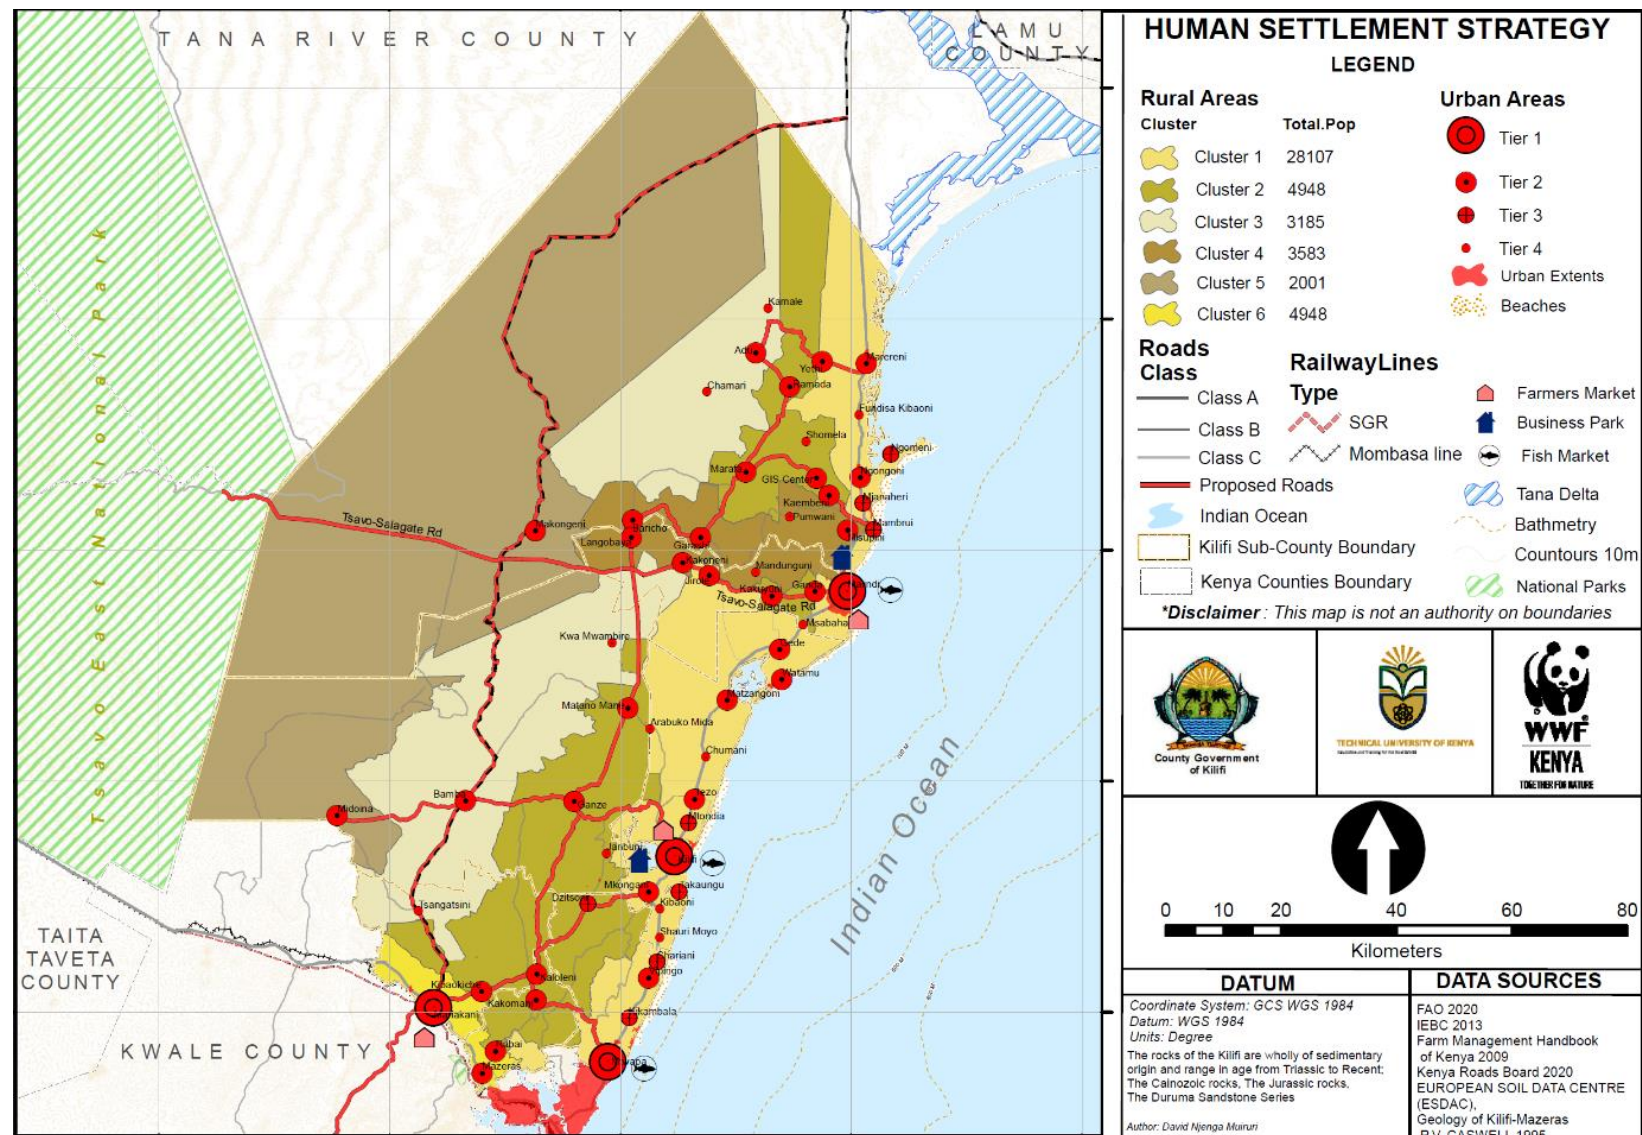 TANA RIVER COUNTY
LAMU
COUNTY
Tsavo East National Park
Kamale
Marereni
Ramada
Chamari
Fundisa Kibaoni
Shomela
Ngomeni
Marafa
Ngongoni
GIS Center
Mjanaheri
Pumwani
Mambrui
Tsavo-Salagate Rd
Makongeni
Langobaya
Kakoneni
Mandunguni
Tsavo-Salagate Rd
Msabaha
Kwa Mwambire
Watamu
Matzangoni
Arabuko Mida
Chumani
Bamba
Ganze
Midoina
Mtondia
Takaungu
Dzitsoni
Kibaoni
Tsangatsini
Shauri Moyo
Shariani
Kaloleni
Kikambala
Mazeras
Indian Ocean
TAITA
TAVETA
COUNTY
KWALE COUNTY
HUMAN SETTLEMENT STRATEGY
LEGEND
Rural Areas
Cluster Total.Pop
Cluster 1 28107
Cluster 2 4948
Cluster 3 3185
Cluster 4 3583
Cluster 5 2001
Cluster 6 4948
Urban Areas
Tier 1
Tier 2
Tier 3
Tier 4
Urban Extents
Beaches
Roads
Class
Class A
Class B
Class C
Proposed Roads
Indian Ocean
Kilifi Sub-County Boundary
Kenya Counties Boundary
RailwayLines
Type
SGR
Mombasa line
Farmers Market
Business Park
Fish Market
Tana Delta
Bathmetry
Countours 10m
National Parks
*Disclaimer : This map is not an authority on boundaries
County Government
of Kilifi
TECHNICAL UNIVERSITY OF KENYA
WWF
KENYA
TOGETHER FOR NATURE
0 10 20 40 60 80
Kilometers
DATUM
Coordinate System: GCS WGS 1984
Datum: WGS 1984
Units: Degree
The rocks of the Kilifi are wholly of sedimentary
origin and range in age from Triassic to Recent;
The Cainozoic rocks, The Jurassic rocks,
The Duruma Sandstone Series
Author: David Njenga Muiruri
DATA SOURCES
FAO 2020
IEBC 2013
Farm Management Handbook
of Kenya 2009
Kenya Roads Board 2020
EUROPEAN SOIL DATA CENTRE
(ESDAC),
Geology of Kilifi-Mazeras